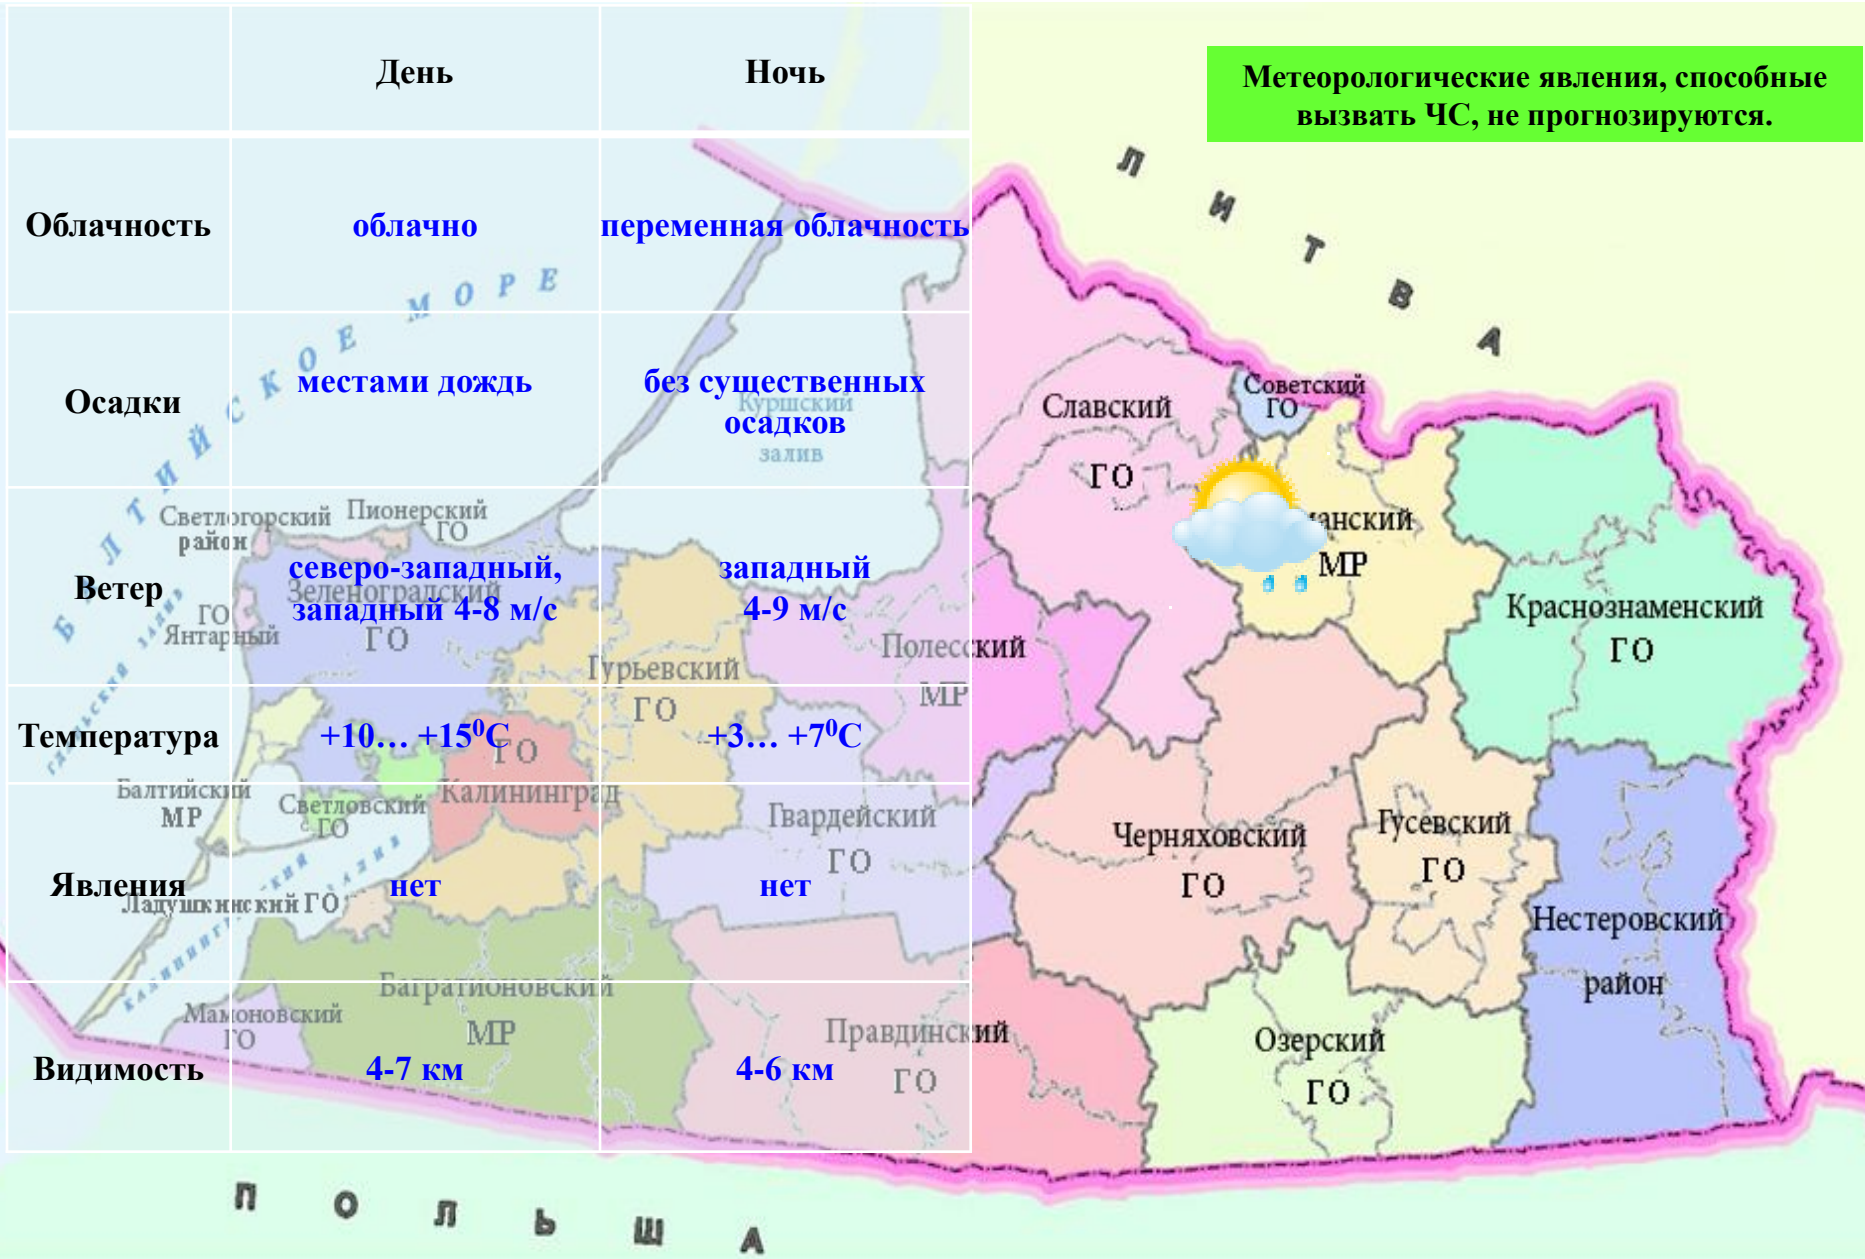 День Ночь
Метеорологические явления, способные
вызвать ЧС, не прогнозируются.
Облачность облачно переменная облачность
Осадки местами дождь без существенных
осадков
Ветер северо-западный,
западный 4-8 м/с
западный
4-9 м/с
Температура +10... +15⁰С +3... +7⁰С
Явления нет нет
Видимость 4-7 км 4-6 км
ЛИТВА
БАЛТИЙСКОЕ МОРЕ
Куршский
залив
Светлогорский
район
Пионерский
ГО
Зеленоградский
ГО
ГО
Янтарный
Гурьевский
ГО
Полесский
МР
Славский
ГО
Советский
ГО
манский
МР
Краснознаменский
ГО
Балтийский
МР
Светловский
ГО
ГО
Калининград
Гвардейский
ГО
Черняховский
ГО
Гусевский
ГО
Нестеровский
район
Ладушкинский ГО
Мамоновский
ГО
Багратионовский
МР
Правдинский
ГО
Озерский
ГО
ПОЛЬША